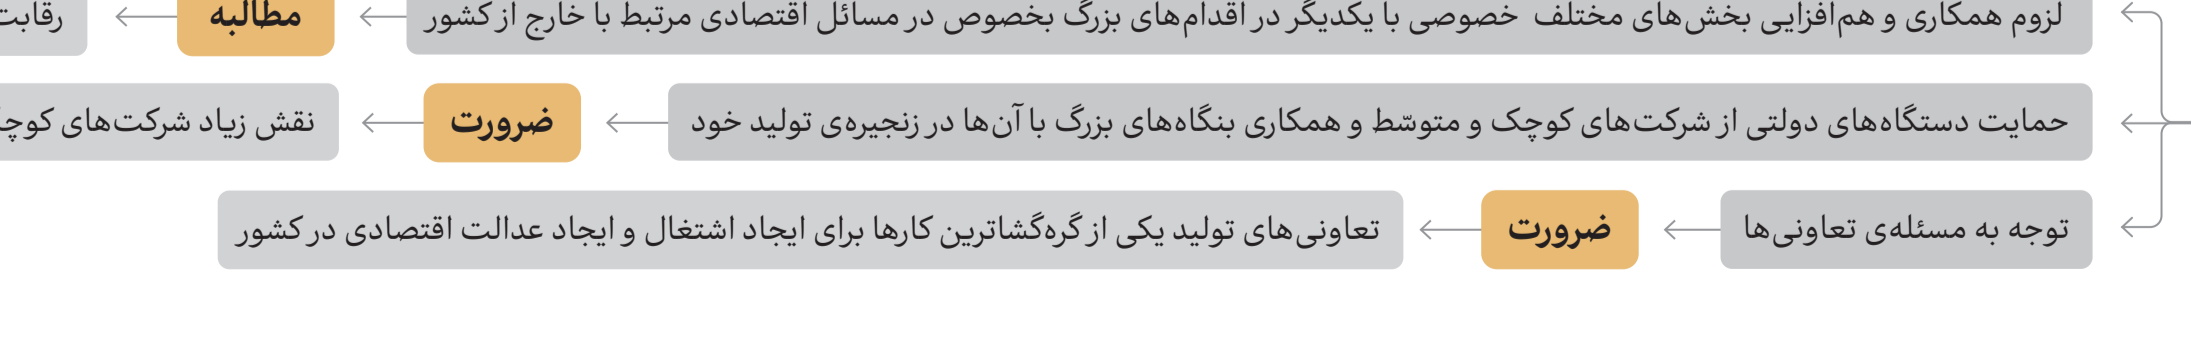 لزوم همکاری و هم‌افزایی بخش‌های مختلف خصوصی با یکدیگر در اقدام‌های بزرگ بخصوص در مسائل اقتصادی مرتبط با خارج از کشور مطالبه
حمایت دستگاه‌های دولتی از شرکت‌های کوچک و متوسّط و همکاری بنگاه‌های بزرگ با آن‌ها در زنجیره‌ی تولید خود ضرورت نقش زیاد شرکت‌های
توجه به مسئله‌ی تعاونی‌ها ضرورت تعاونی‌های تولید یکی از گره‌گشاترین کارها برای ایجاد اشتغال و ایجاد عدالت اقتصادی در کشور